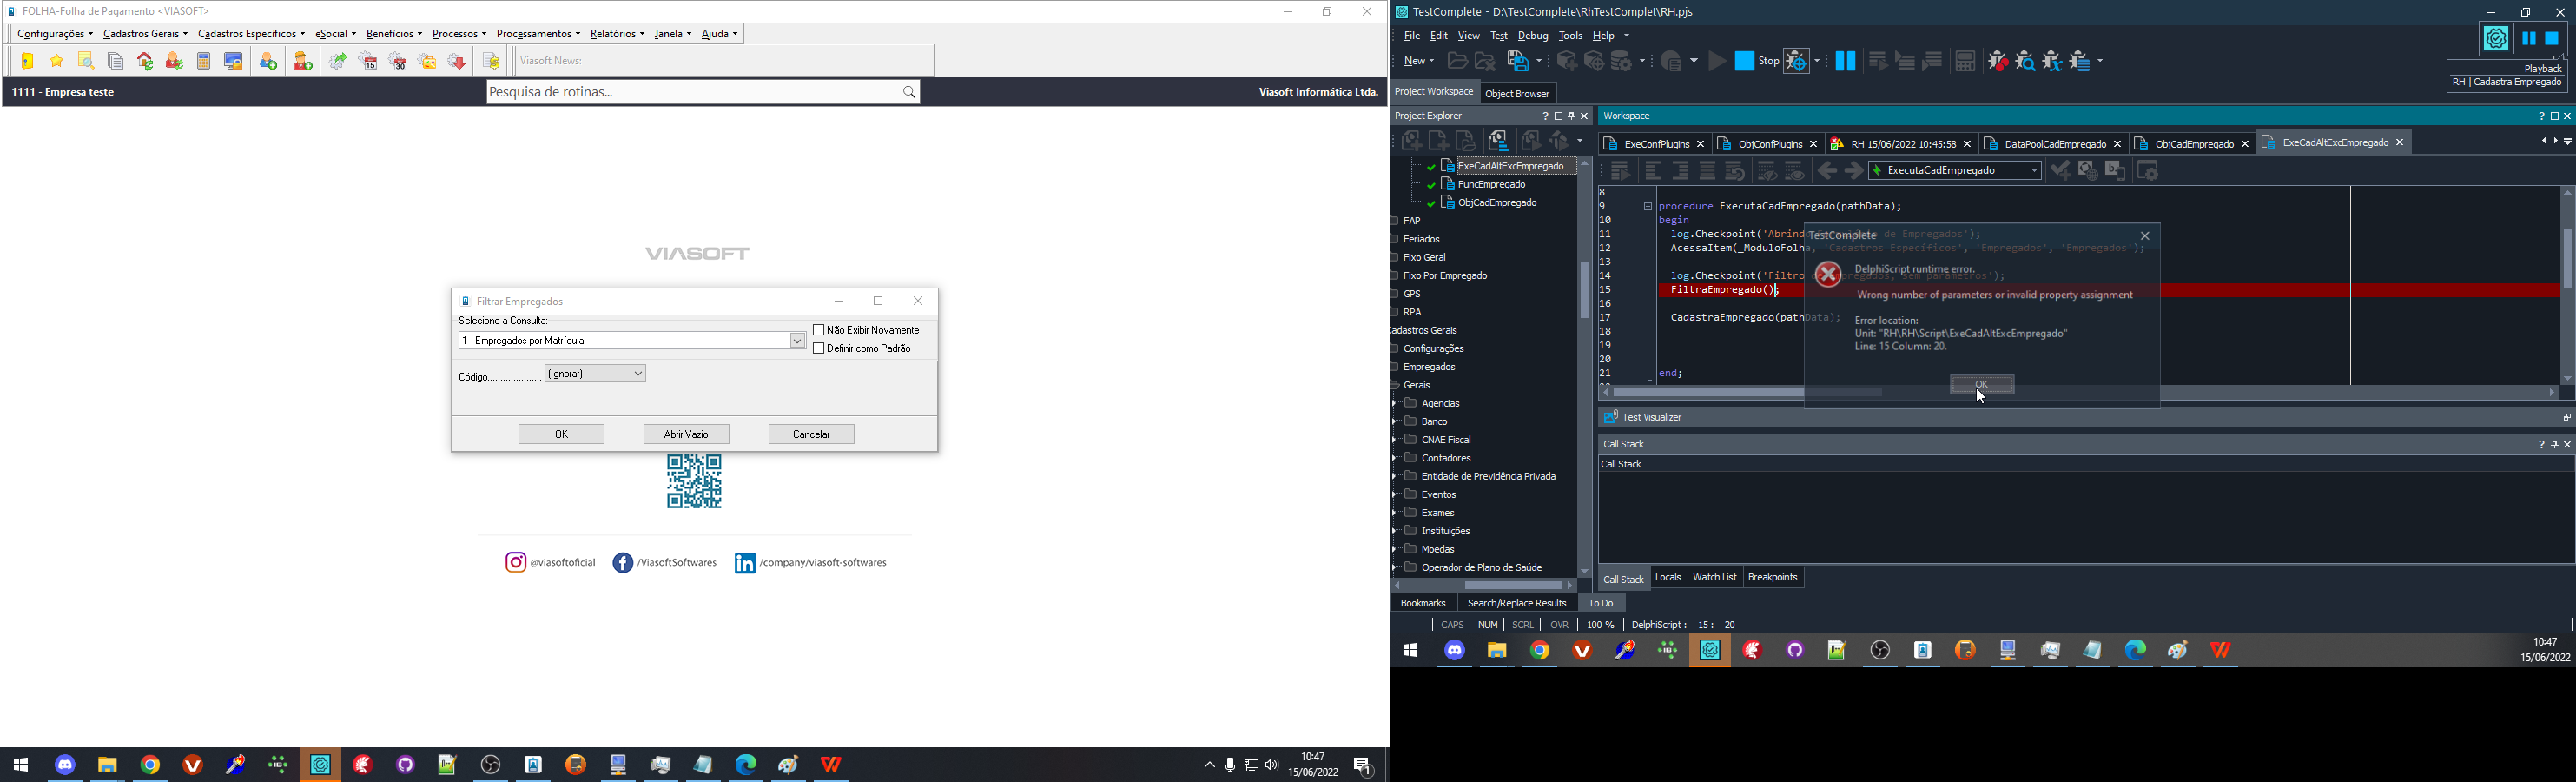 FOLHA-Folha de Pagamento <VIASOFT>
Configurações Cadastros Gerais Cadastros Específicos eSocial Benefícios Processos Processamentos Relatórios Janela Ajuda
Viasoft News:
1111 - Empresa teste
Pesquisa de rotinas...
Viasoft Informática Ltda.
VIASOFT
Filtrar Empregados
Selecione a Consulta:
1 - Empregados por Matrícula
Não Exibir Novamente
Definir como Padrão
Código....................
(Ignorar)
OK Abrir Vazio Cancelar
@viasoftoficial /ViasoftSoftwares /company/viasoft-softwares
10:47
15/06/2022
1
TestComplete - D:\TestComplete\RhTestComplet\RH.pjs
File Edit View Test Debug Tools Help
New Stop
Playback
RH | Cadastra Empregado
Project Workspace Object Browser
Project Explorer
ExeCadAltExcEmpregado
FuncEmpregado
ObjCadEmpregado
FAP
Feriados
Fixo Geral
Fixo Por Empregado
GPS
RPA
adastros Gerais
Configurações
Empregados
Gerais
Agencias
Banco
CNAE Fiscal
Contadores
Entidade de Previdência Privada
Eventos
Exames
Instituições
Moedas
Operador de Plano de Saúde
Workspace
ExeConfPlugins ObjConfPlugins RH 15/06/2022 10:45:58 DataPoolCadEmpregado ObjCadEmpregado ExeCadAltExcEmpregado
ExecutaCadEmpregado
8
9 procedure ExecutaCadEmpregado(pathData);
10 begin
11 log.Checkpoint('Abrindo de Empregados');
12 AcessaItem(_ModuloFolha, 'Cadastros Específicos', 'Empregados', 'Empregados');
13
14 log.Checkpoint('Filtro parametros');
15 FiltraEmpregado();
16
17 CadastraEmpregado(pathData);
18
19
20
21 end;
TestComplete
DelphiScript runtime error.
Wrong number of parameters or invalid property assignment
Error location:
Unit: "RH\RH\Script\ExeCadAltExcEmpregado"
Line: 15 Column: 20.
OK
Test Visualizer
Call Stack
Call Stack
Call Stack Locals Watch List Breakpoints
Bookmarks Search/Replace Results To Do
CAPS NUM SCRL OVR 100 % DelphiScript: 15: 20
10:47
15/06/2022